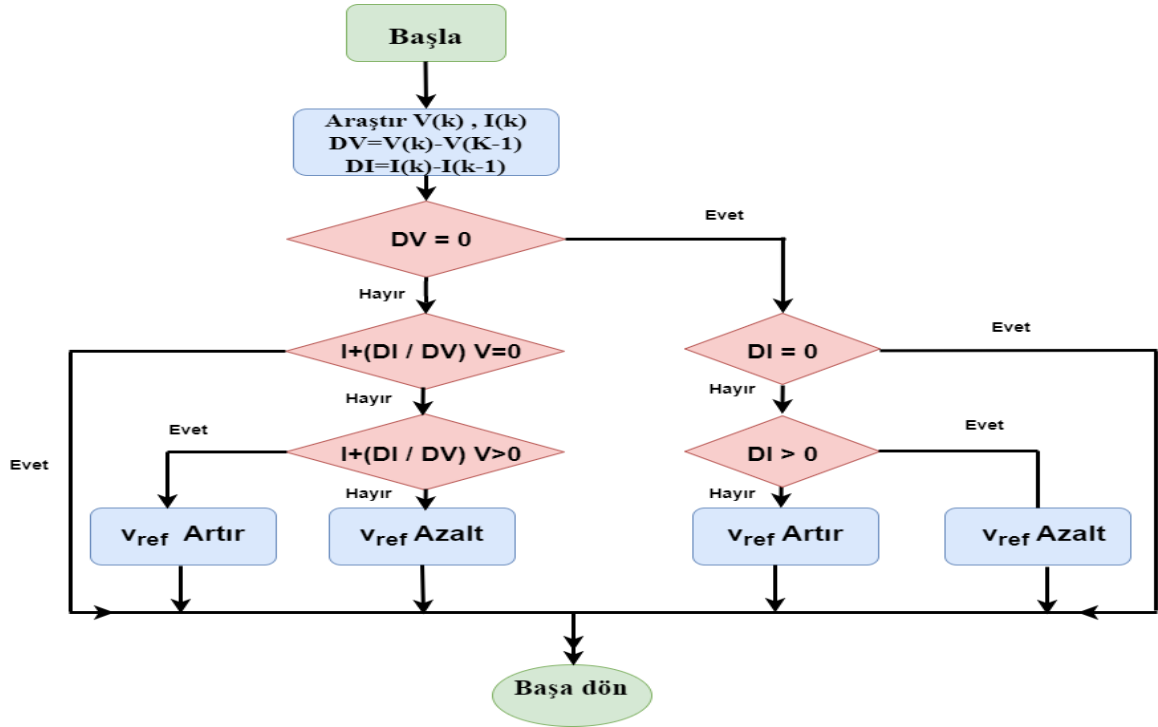 Başla
Araştır V(k) , I(k)
DV=V(k)-V(K-1)
DI=I(k)-I(k-1)
Evet
DV = 0
Hayır
Evet
I+(DI / DV) V=0
DI = 0
Hayır
Hayır
Evet
Evet
I+(DI / DV) V>0
DI > 0
Evet
Hayır
Hayır
vref Artır
vref Azalt
vref Artır
vref Azalt
Başa dön